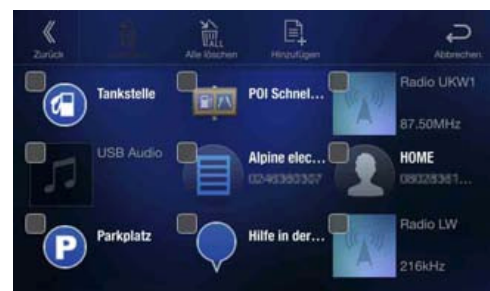 Zurück
ALL
Alle löschen
Hinzufügen
Abbrechen
Tankstelle
POI Schnel...
Radio UKW1
87.50MHz
USB Audio
Alpine elec...
HOME
P
Parkplatz
Hilfe in der...
Radio LW
216kHz